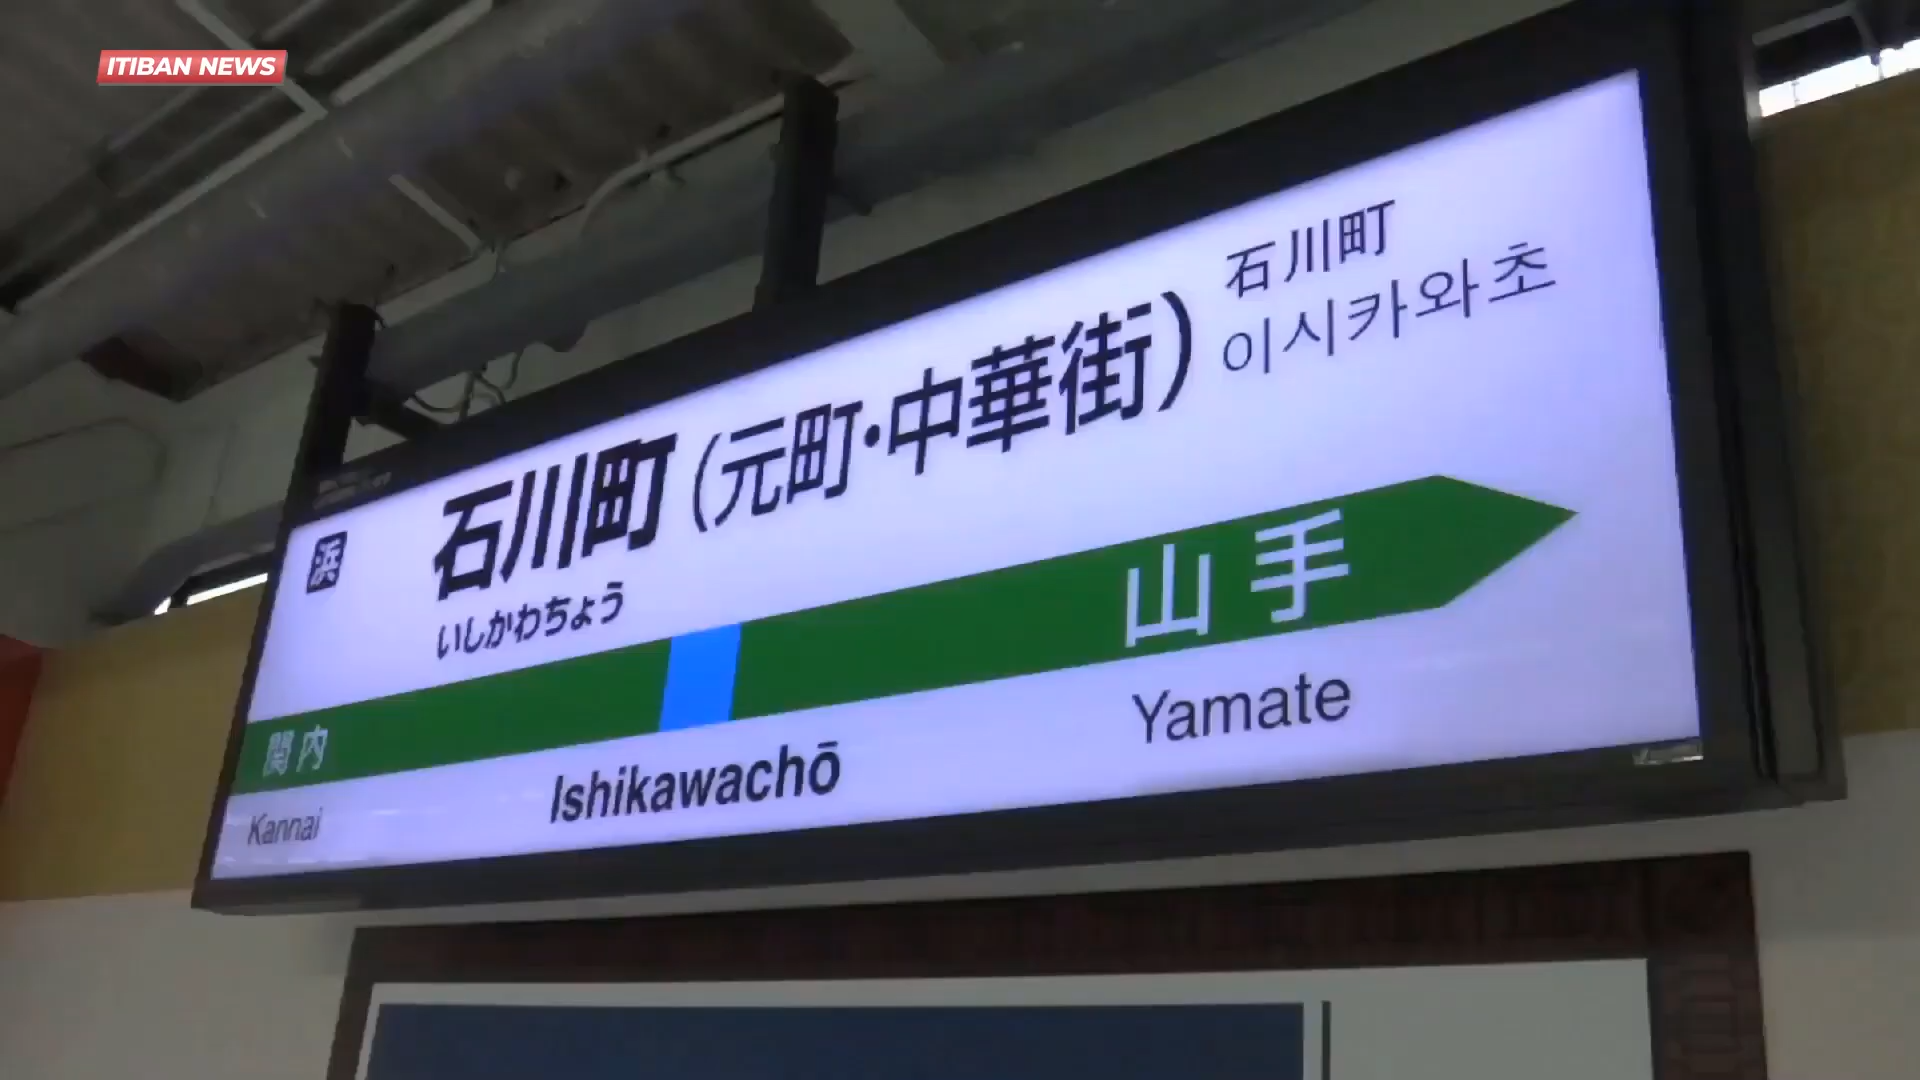 ITIBAN NEWS
石川町
이시카와초
浜
石川町(元町・中華街)
いしかわちょう
山手
関内
Ishikawachō
Yamate
Kannai